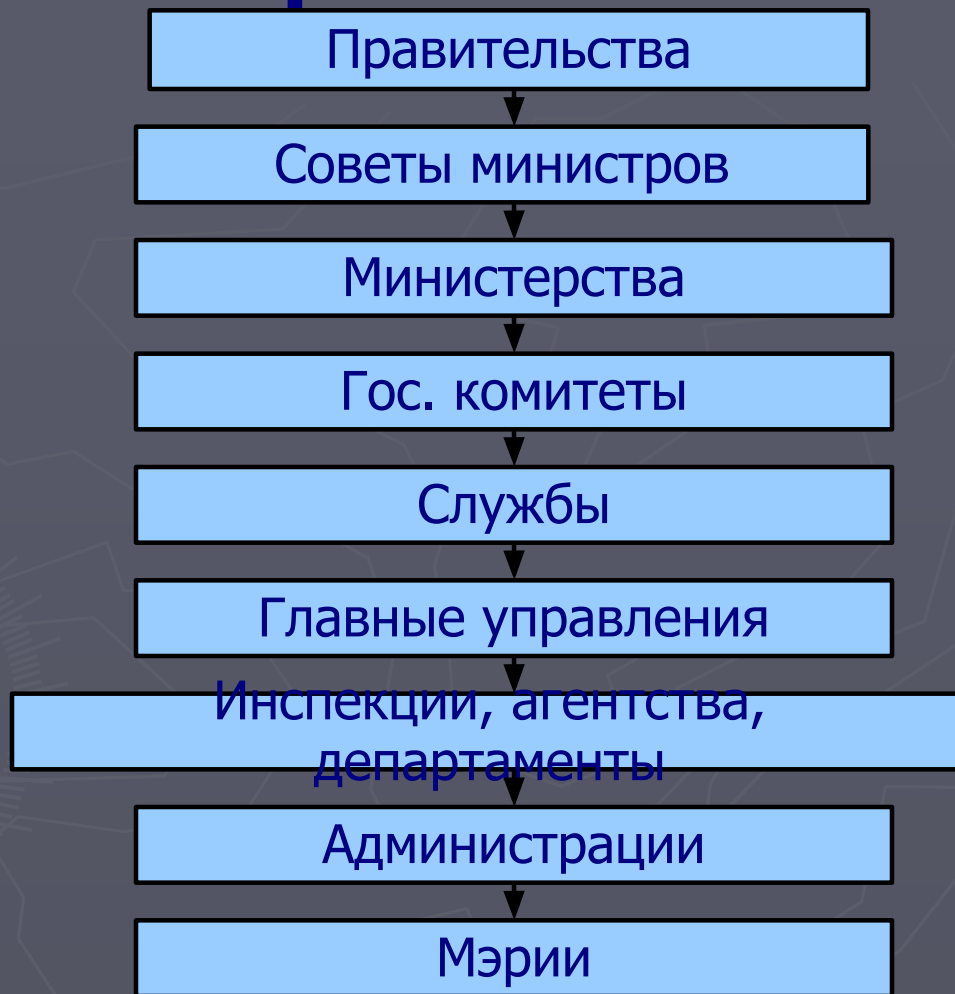 Правительства
Советы министров
Министерства
Гос. комитеты
Службы
Главные управления
Инспекции, агентства,
департаменты
Администрации
Мэрии